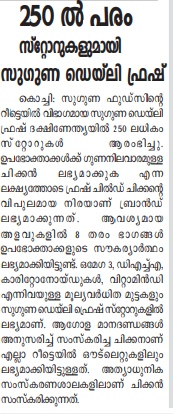 250 ൽ പരം
സ്റ്റോറുകളുമായി
സുഗുണ ഡെയ്‌ലി ഫ്രഷ്
കൊച്ചി: സുഗുണ ഫുഡ്സിന്റെ
റീട്ടെയിൽ വിഭാഗമായ സുഗുണ ഡെയ്‌ലി
ഫ്രഷ് ദക്ഷിണേന്ത്യയിൽ 250 ലധികം
സ്റ്റോറുകൾ ആരംഭിച്ചു.
ഉപഭോക്താക്കൾക്ക് ഗുണനിലവാരമുള്ള
ചിക്കൻ ലഭ്യമാക്കുക എന്ന
ലക്ഷ്യത്തോടെ ഫ്രഷ് ചിൽഡ് ചിക്കന്റെ
വിപുലമായ നിരയാണ് ബ്രാൻഡ്
ലഭ്യമാക്കുന്നത്. ആവശ്യമായ
അളവുകളിൽ 8 തരം ഭാഗങ്ങൾ
ഉപഭോക്താക്കളുടെ സൗകര്യാർത്ഥം
ലഭ്യമാക്കിയിട്ടുണ്ട്. ഒമേഗ 3, ഡിഎച്ച്എ,
കാരിറ്റോനോയ്ഡുകൾ, വിറ്റാമിൻഡി
എന്നിവയുള്ള മൂല്യവർധിത മുട്ടകളും
സുഗുണ ഡെയ്‌ലി ഫ്രഷ് സ്റ്റോറുകളിൽ
ലഭ്യമാണ്. ആഗോള മാനദണ്ഡങ്ങൾ
അനുസരിച്ച് സംസ്കരിച്ച ചിക്കനാണ്
എല്ലാ റീട്ടെയിൽ ഔട്ട്ലെറ്റുകളിലും
ലഭ്യമാക്കിയിട്ടുള്ളത്. അത്യാധുനിക
സംസ്കരണശാലകളിലാണ് ചിക്കൻ
സംസ്കരിക്കുന്നത്.